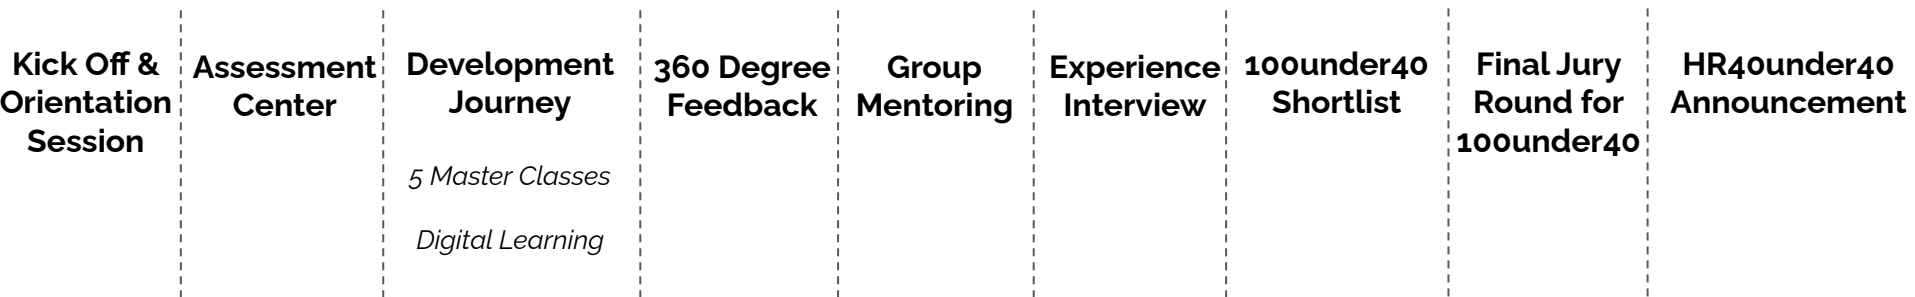 Kick Off &
Orientation
Session
Assessment
Center
Development
Journey
5 Master Classes
Digital Learning
360 Degree
Feedback
Group
Mentoring
Experience
Interview
100under40
Shortlist
Final Jury
Round for
100under40
HR40under40
Announcement